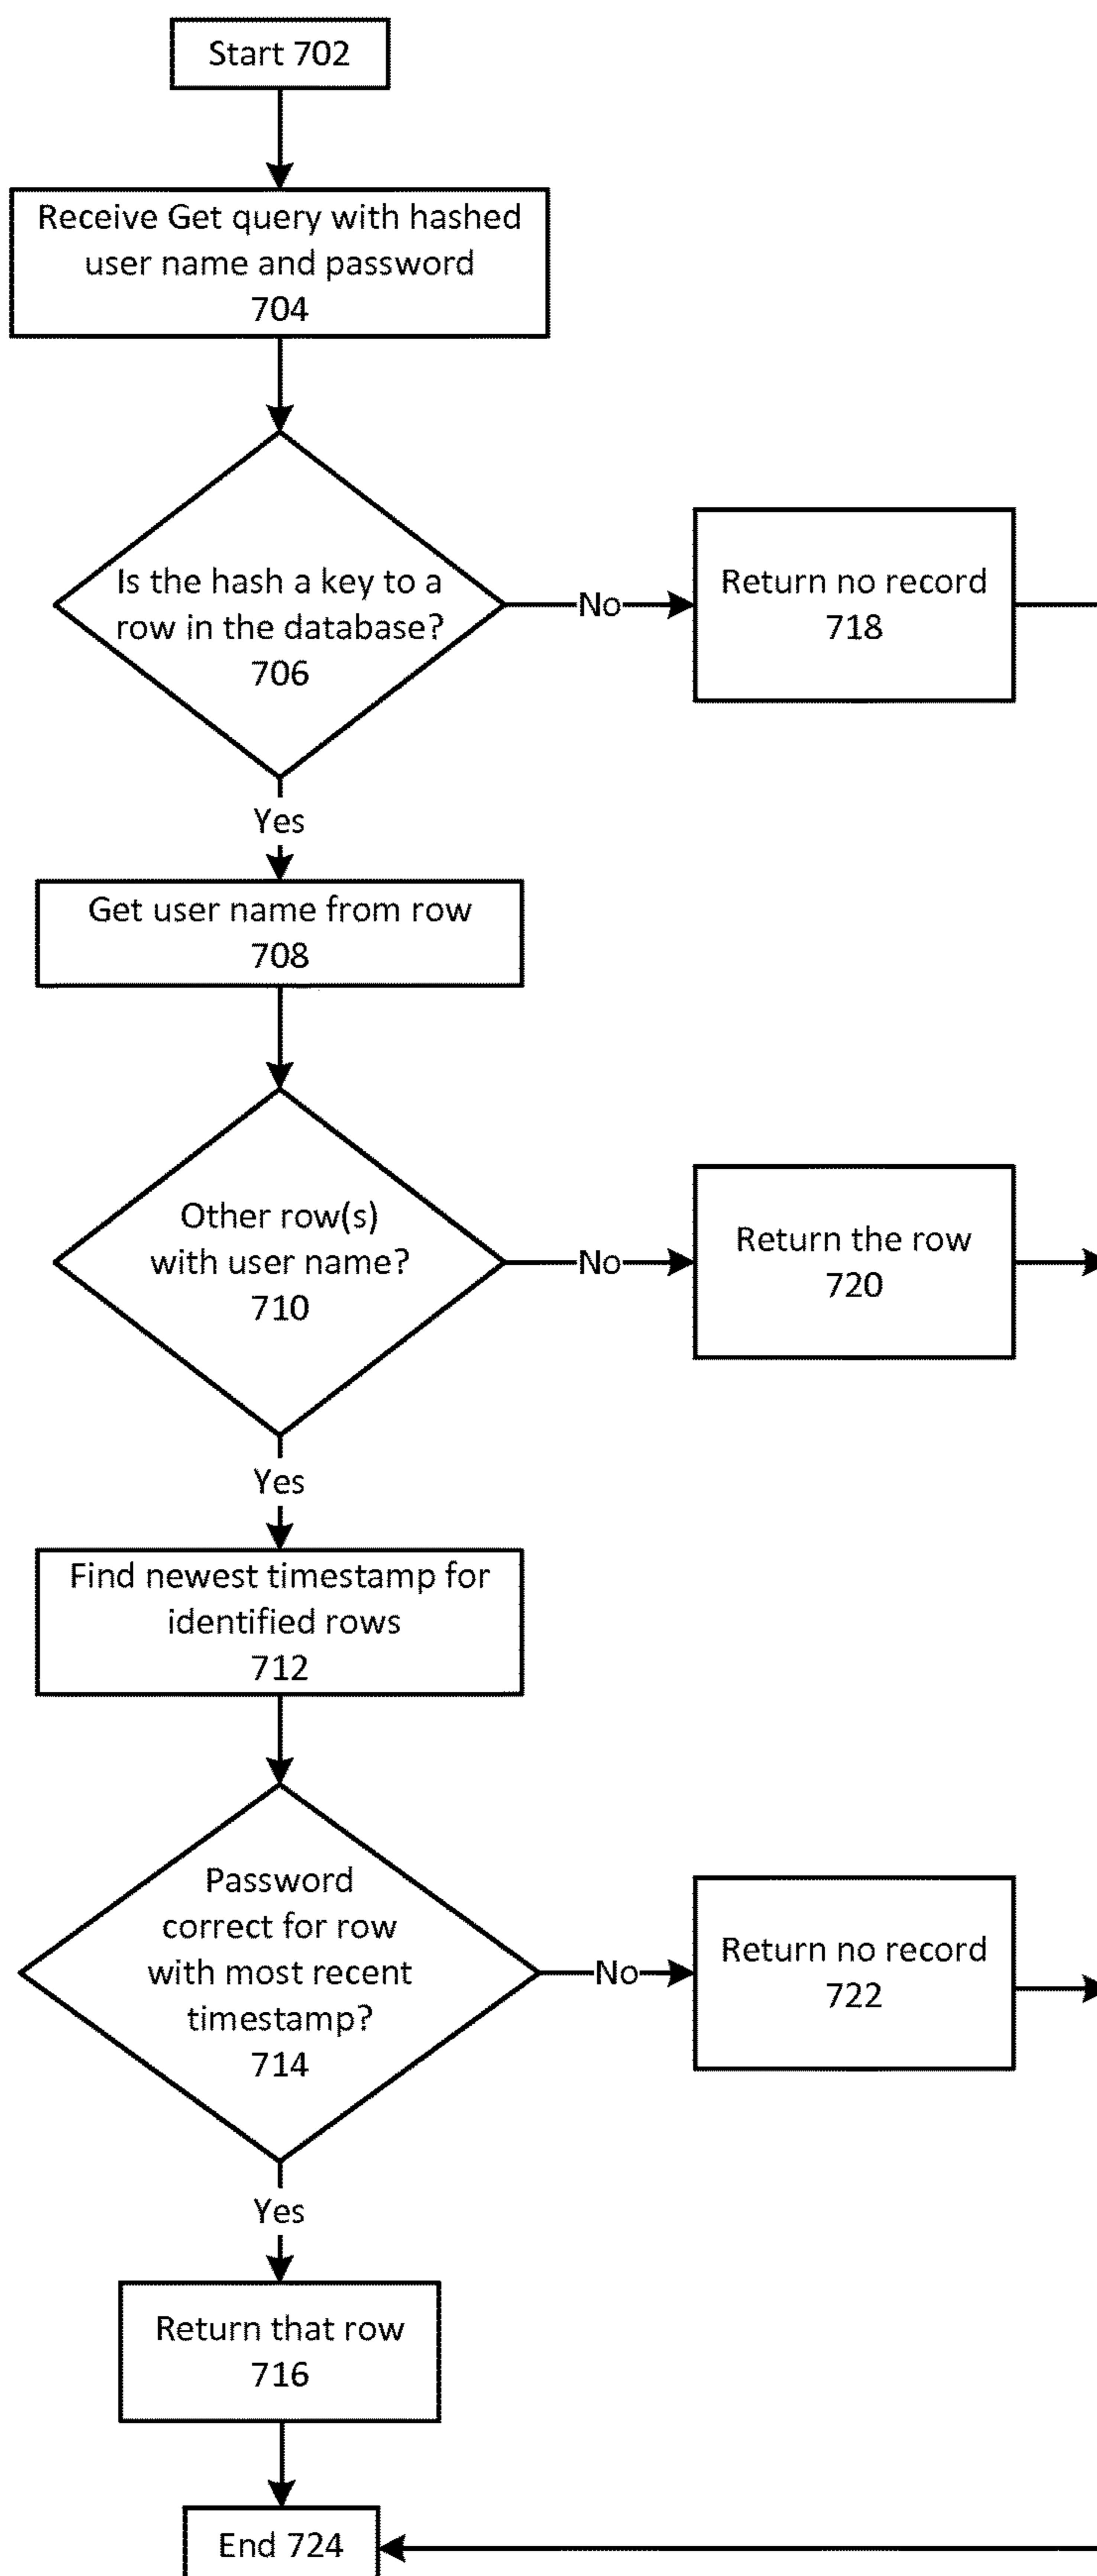 Start 702
Receive Get query with hashed
user name and password
704
Is the hash a key to a
row in the database?
706
No
Return no record
718
Yes
Get user name from row
708
Other row(s)
with user name?
710
No
Return the row
720
Yes
Find newest timestamp for
identified rows
712
Password
correct for row
with most recent
timestamp?
714
No
Return no record
722
Yes
Return that row
716
End 724